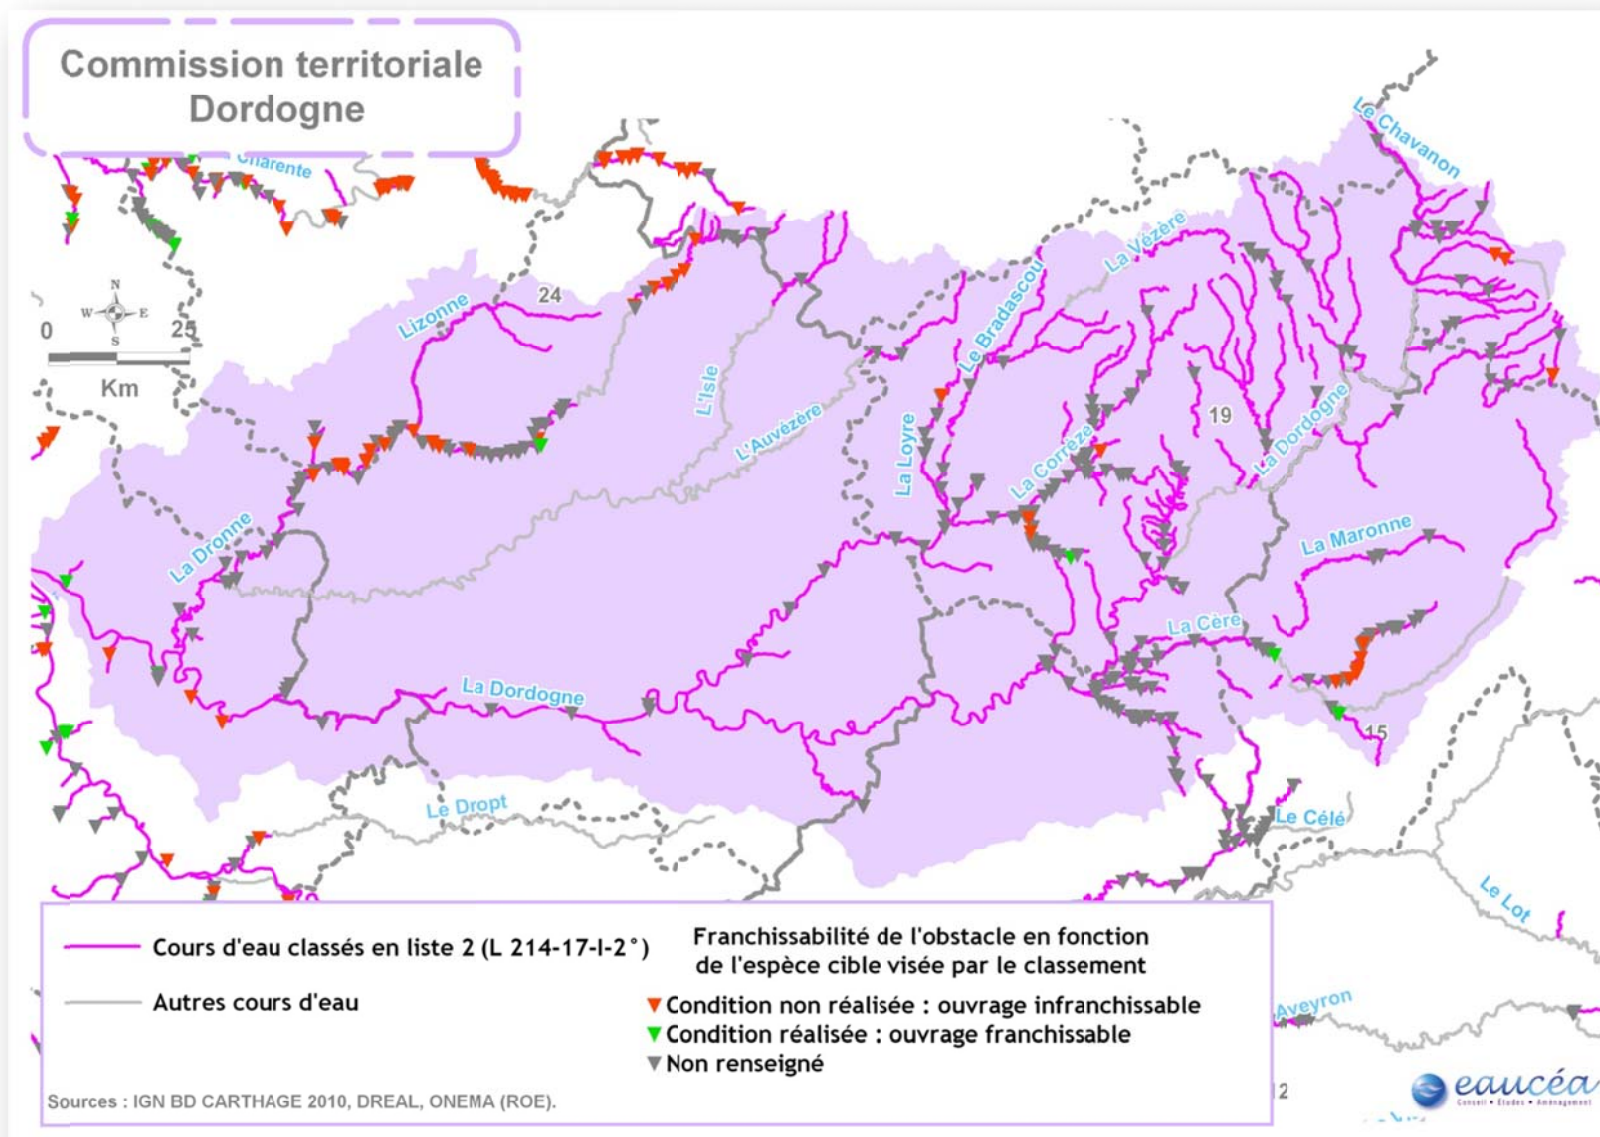 Commission territoriale
Dordogne
Charente
Le Chavanon
La Vézère
N
W
E
S
0
25
Km
24
Lizonne
Le Bradascou
L'Isle
L'Auvézère
La Loyre
19
La Dordogne
La Corrèze
La Dronne
La Maronne
La Cère
La Dordogne
15
Le Dropt
Le Célé
Le Lot
Aveyron
Cours d'eau classés en liste 2 (L 214-17-I-2°)
Autres cours d'eau
Franchissabilité de l'obstacle en fonction
de l'espèce cible visée par le classement
Condition non réalisée : ouvrage infranchissable
Condition réalisée : ouvrage franchissable
Non renseigné
Sources : IGN BD CARTHAGE 2010, DREAL, ONEMA (ROE).
eaucéa
Conseil • Études • Aménagement